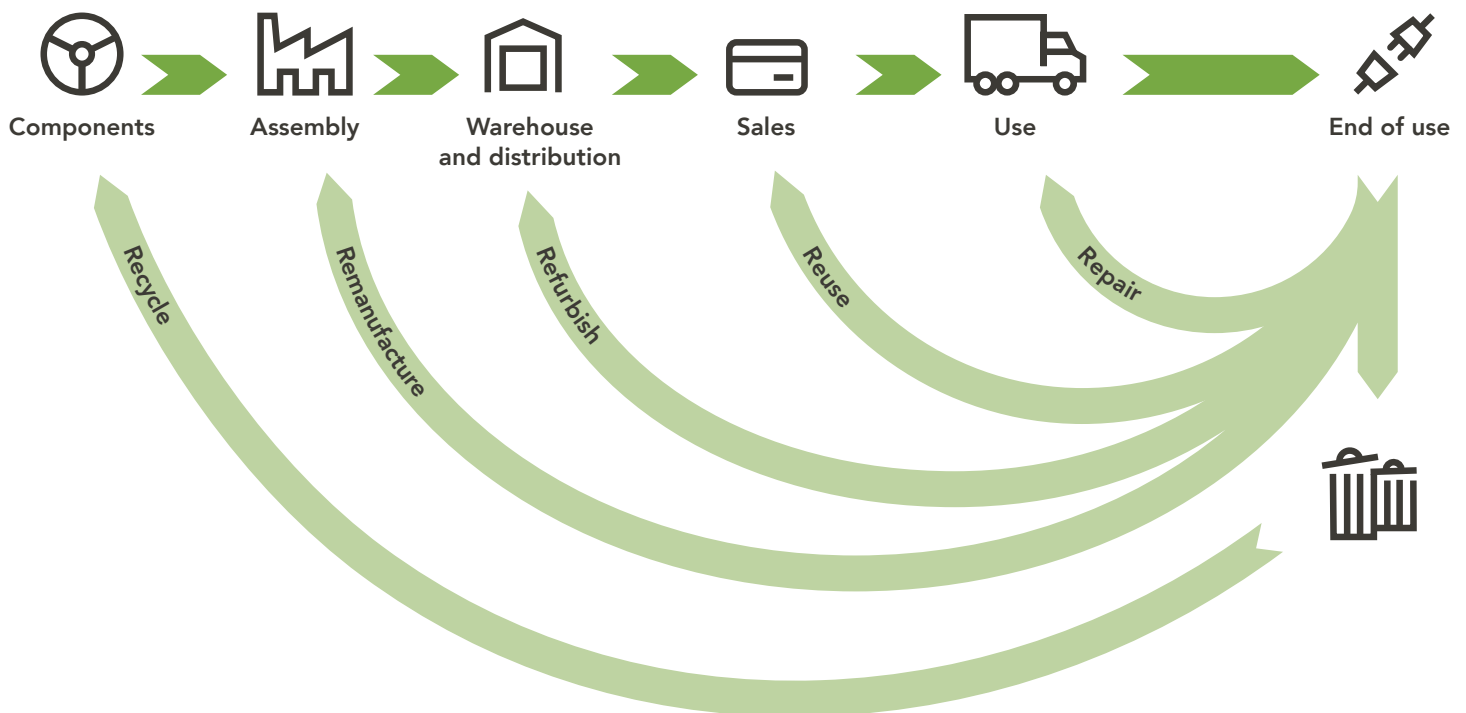 Components
Assembly
Warehouse
and distribution
Sales
Use
End of use
Recycle
Remanufacture
Refurbish
Reuse
Repair